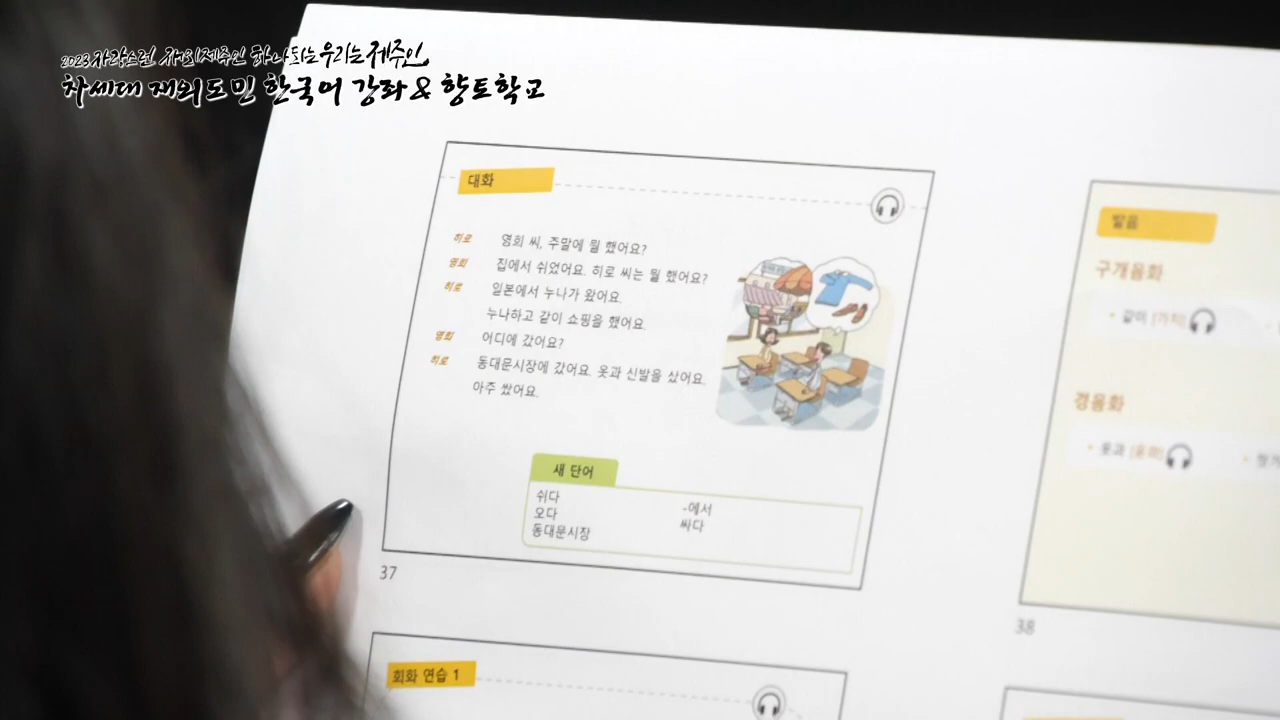 2023 자랑스런 재외제주인 하나되는 우리는 제주인
차세대 재외도민 한국어 강좌 & 향토학교
대화
히로 영희 씨, 주말에 뭘 했어요?
영희 집에서 쉬었어요. 히로 씨는 뭘 했어요?
히로 일본에서 누나가 왔어요.
누나하고 같이 쇼핑을 했어요.
영희 어디에 갔어요?
히로 동대문시장에 갔어요. 옷과 신발을 샀어요.
아주 쌌어요.
새 단어
쉬다 -에서
오다 싸다
동대문시장
37
회화 연습 1
발음
구개음화
• 같이 [가치]
경음화
• 옷과 [옫꽈]
38